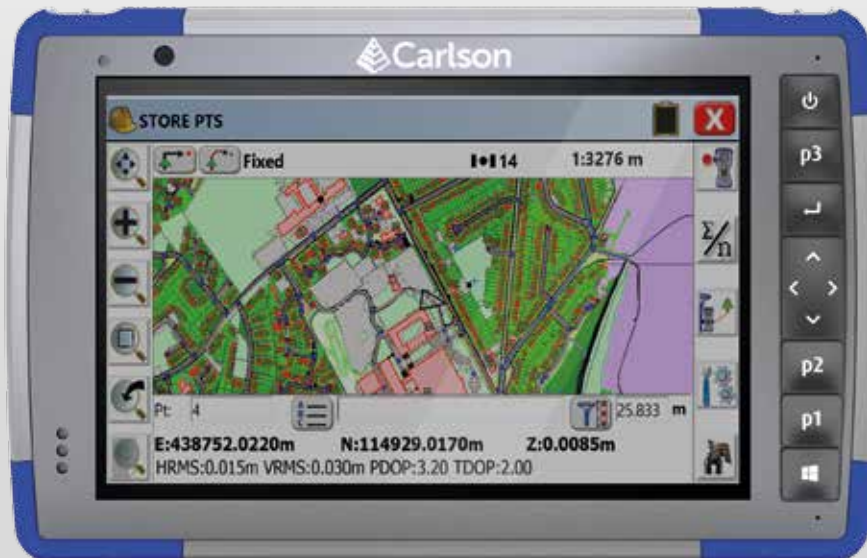 Carlson
STORE PTS
X
Fixed
14
1:3276 m
Σ/n
Pt:
4
25.833 m
E:438752.0220m N:114929.0170m Z:0.0085m
HRMS:0.015m VRMS:0.030m PDOP:3.20 TDOP:2.00
p3
p2
p1